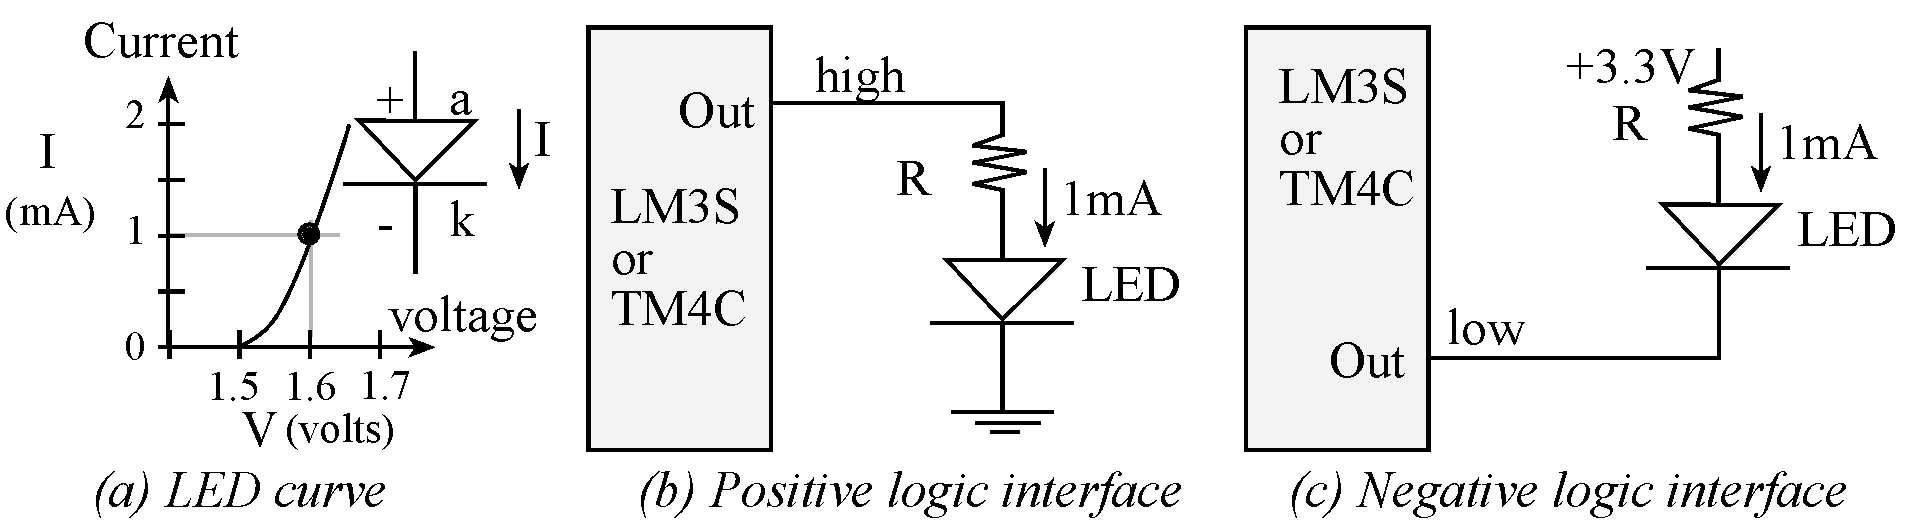 Current
2
I
(mA)
1
0
+
a
I
-
k
voltage
1.5 1.6 1.7
V (volts)
(a) LED curve
Out
high
LM3S
or
TM4C
R
1mA
LED
(b) Positive logic interface
LM3S
or
TM4C
Out
low
+3.3V
R
1mA
LED
(c) Negative logic interface